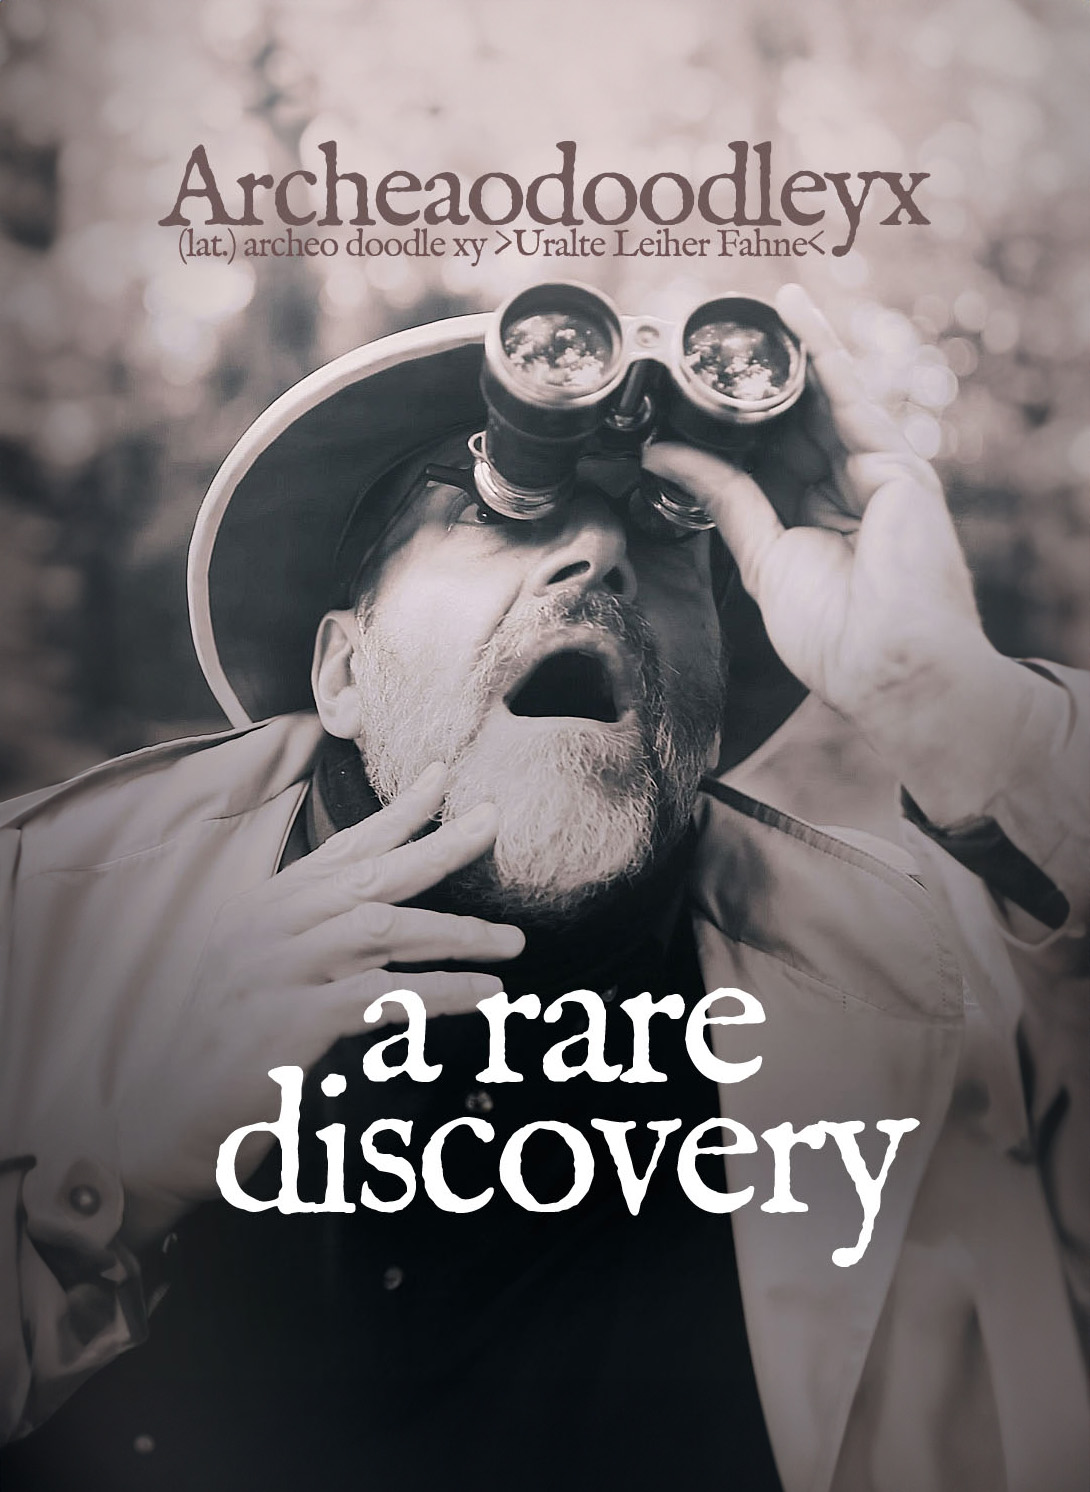 Archeaodoodleyx
(lat.) archeo doodle xy >Uralte Leiher Fahne<
a rare
discovery